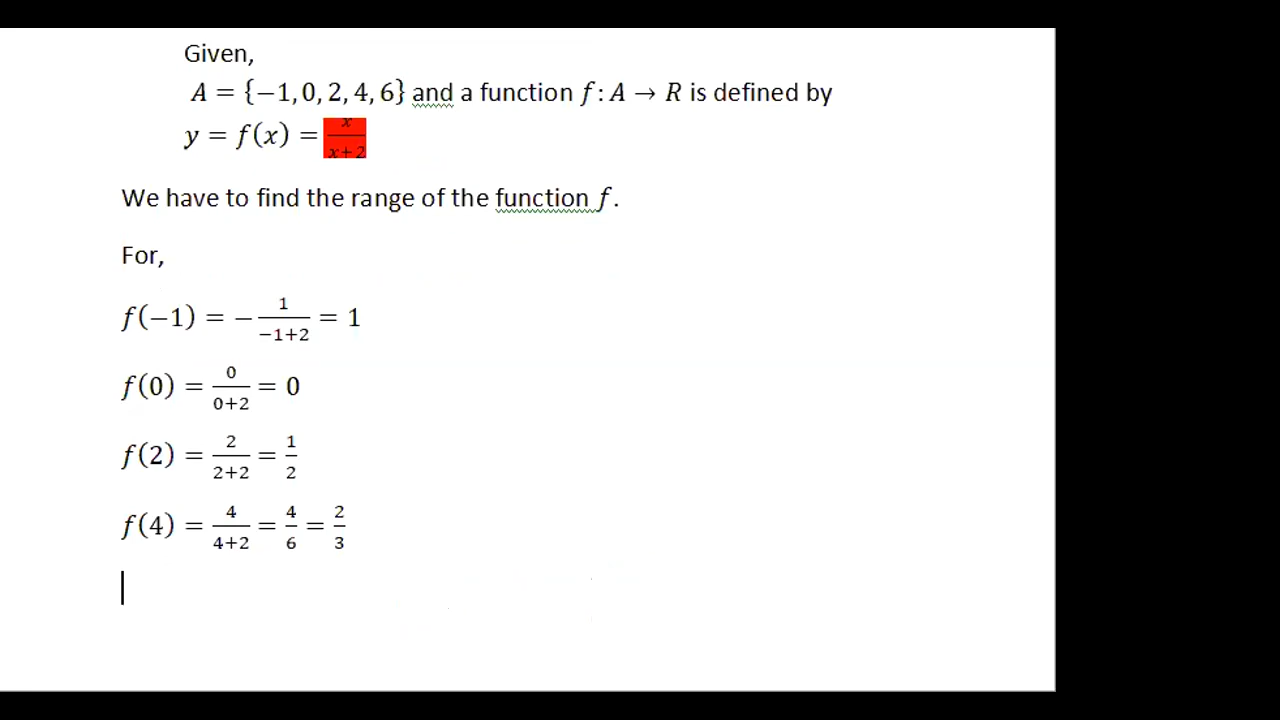 Given,
A = {−1, 0, 2, 4, 6} and a function f: A → R is defined by
y = f(x) = x/(x+2)
We have to find the range of the function f.
For,
f(−1) = − 1/(−1+2) = 1
f(0) = 0/(0+2) = 0
f(2) = 2/(2+2) = 1/2
f(4) = 4/(4+2) = 4/6 = 2/3